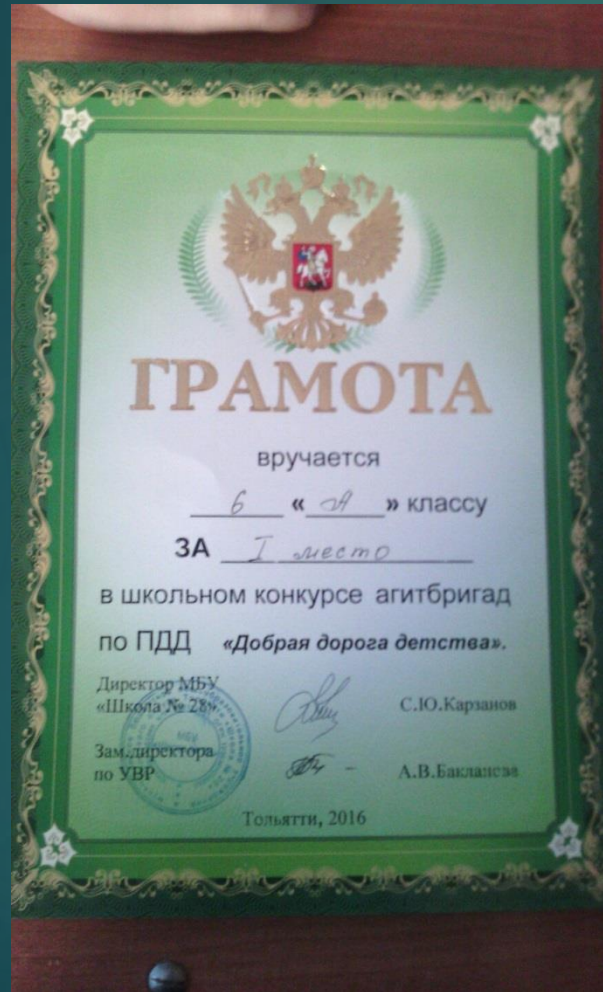 ГРАМОТА
вручается
6 « А » классу
ЗА I место
в школьном конкурсе агитбригад
по ПДД «Добрая дорога детства».
Директор МБУ
«Школа № 28» С.Ю.Карзанов
Зам.директора
по УВР А.В.Бакланова
Тольятти, 2016